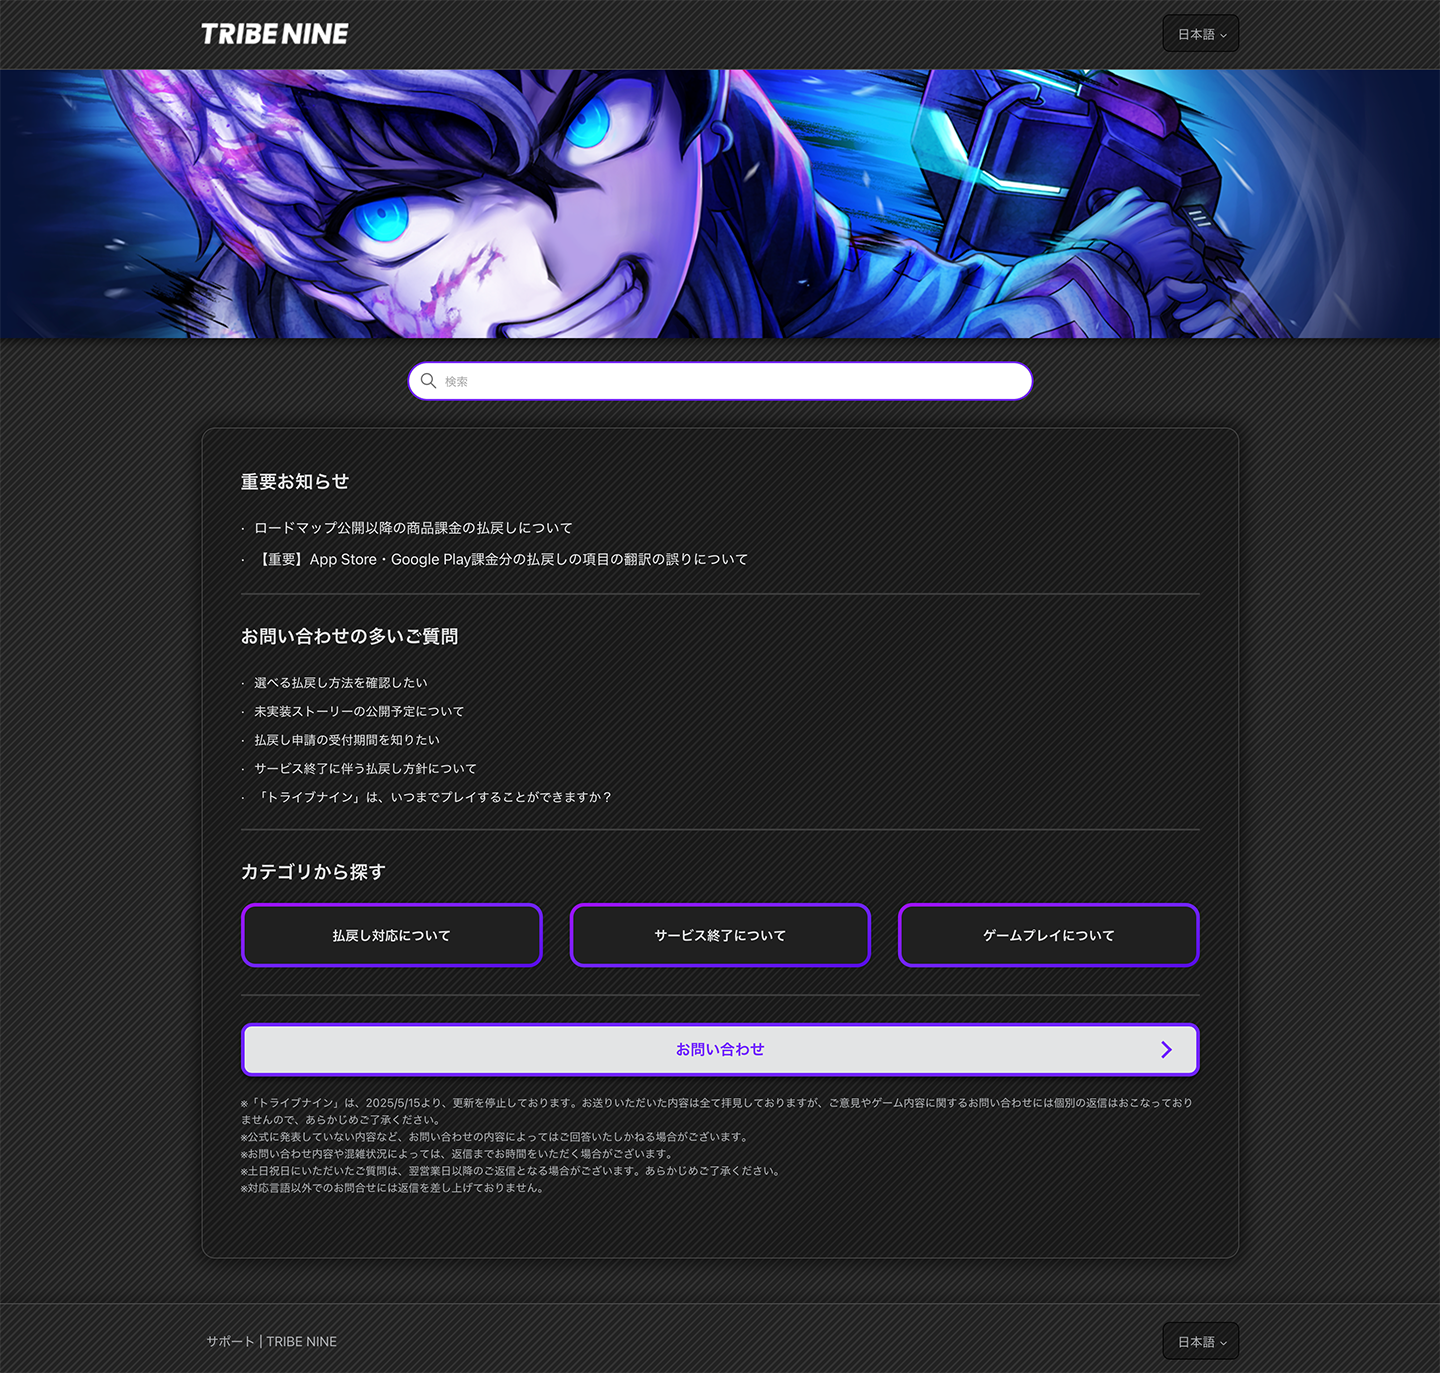 TRIBE NINE
日本語
検索
重要お知らせ
· ロードマップ公開以降の商品課金の払戻しについて
· 【重要】App Store・Google Play課金分の払戻しの項目の翻訳の誤りについて
お問い合わせの多いご質問
· 選べる払戻し方法を確認したい
· 未実装ストーリーの公開予定について
· 払戻し申請の受付期間を知りたい
· サービス終了に伴う払戻し方針について
· 「トライブナイン」は、いつまでプレイすることができますか？
カテゴリから探す
払戻し対応について
サービス終了について
ゲームプレイについて
お問い合わせ
※「トライブナイン」は、2025/5/15より、更新を停止しております。お送りいただいた内容は全て拝見しておりますが、ご意見やゲーム内容に関するお問い合わせには個別の返信はおこなっており
ませんので、あらかじめご了承ください。
※公式に発表していない内容など、お問い合わせの内容によってはご回答いたしかねる場合がございます。
※お問い合わせ内容や混雑状況によっては、返信までお時間をいただく場合がございます。
※土日祝日にいただいたご質問は、翌営業日以降のご返信となる場合がございます。あらかじめご了承ください。
※対応言語以外でのお問合せには返信を差し上げておりません。
サポート | TRIBE NINE
日本語